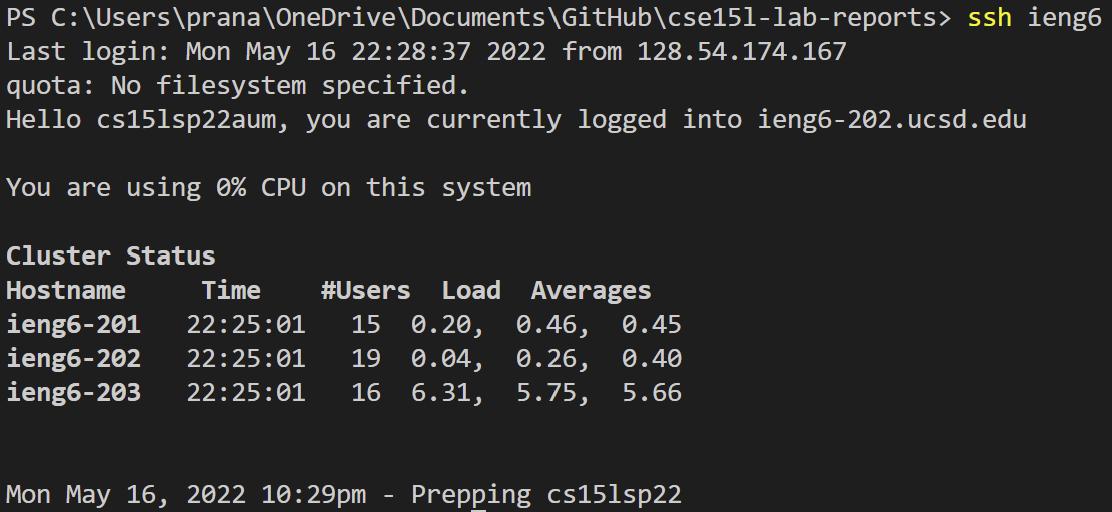 PS C:\Users\prana\OneDrive\Documents\GitHub\cse15l-lab-reports> ssh ieng6
Last login: Mon May 16 22:28:37 2022 from 128.54.174.167
quota: No filesystem specified.
Hello cs15lsp22aum, you are currently logged into ieng6-202.ucsd.edu
You are using 0% CPU on this system
Cluster Status
Hostname     Time    #Users  Load  Averages
ieng6-201   22:25:01   15  0.20,  0.46,  0.45
ieng6-202   22:25:01   19  0.04,  0.26,  0.40
ieng6-203   22:25:01   16  6.31,  5.75,  5.66
Mon May 16, 2022 10:29pm - Prepping cs15lsp22